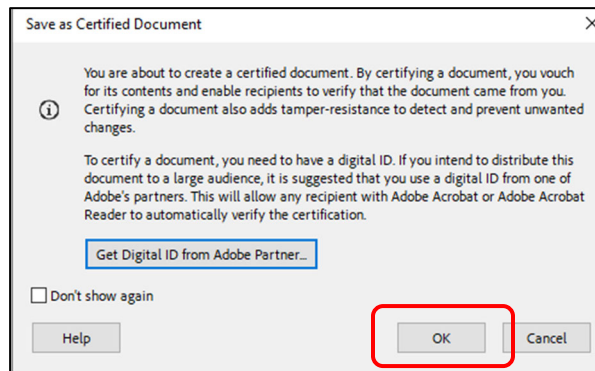 Save as Certified Document
You are about to create a certified document. By certifying a document, you vouch
for its contents and enable recipients to verify that the document came from you.
Certifying a document also adds tamper-resistance to detect and prevent unwanted
changes.
To certify a document, you need to have a digital ID. If you intend to distribute this
document to a large audience, it is suggested that you use a digital ID from one of
Adobe's partners. This will allow any recipient with Adobe Acrobat or Adobe Acrobat
Reader to automatically verify the certification.
Get Digital ID from Adobe Partner...
Don't show again
Help OK Cancel